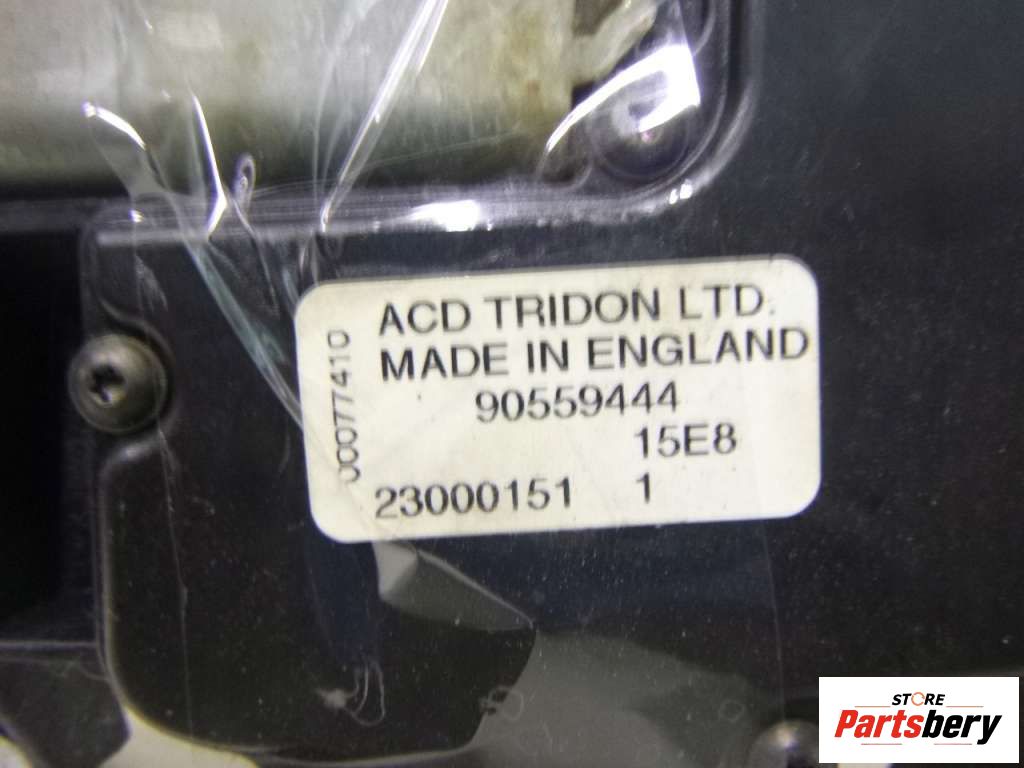 ACD TRIDON LTD.
MADE IN ENGLAND
90559444
15E8
23000151 1
00077410
STORE
Partsbery